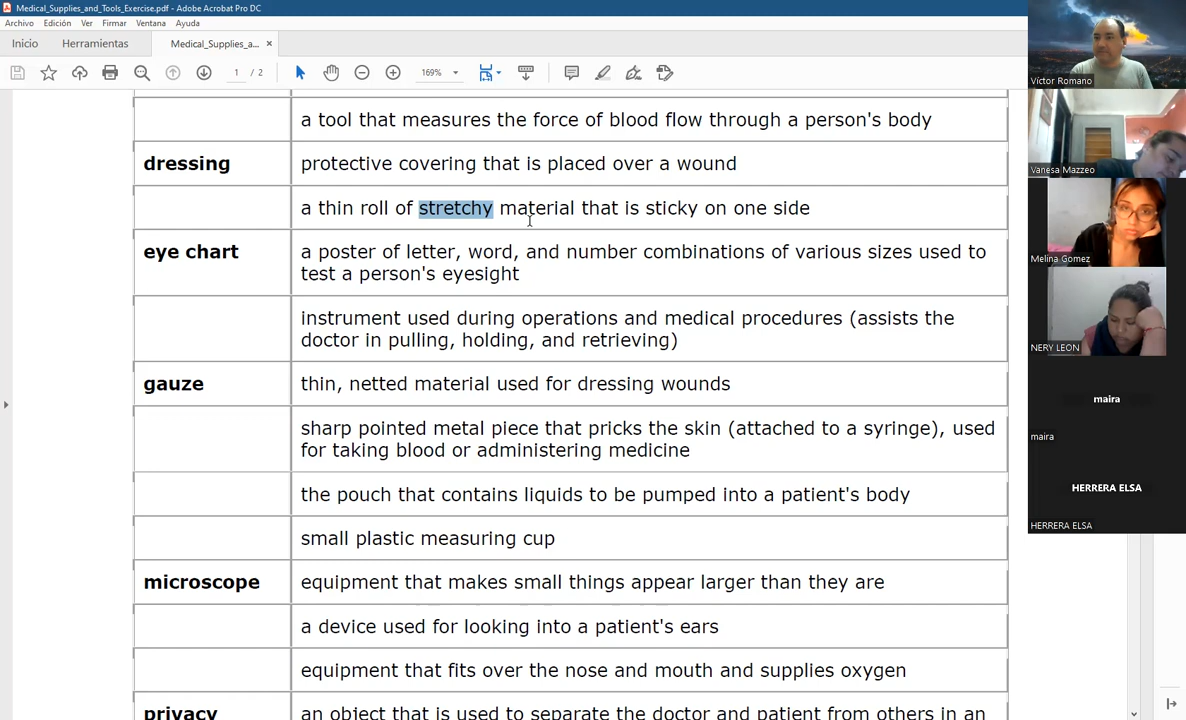 Medical_Supplies_and_Tools_Exercise.pdf - Adobe Acrobat Pro DC
Archivo Edición Ver Firmar Ventana Ayuda
Inicio Herramientas Medical_Supplies_a... ×
1 / 2 169%
a tool that measures the force of blood flow through a person's body
dressing protective covering that is placed over a wound
a thin roll of stretchy material that is sticky on one side
eye chart a poster of letter, word, and number combinations of various sizes used to
test a person's eyesight
instrument used during operations and medical procedures (assists the
doctor in pulling, holding, and retrieving)
gauze thin, netted material used for dressing wounds
sharp pointed metal piece that pricks the skin (attached to a syringe), used
for taking blood or administering medicine
the pouch that contains liquids to be pumped into a patient's body
small plastic measuring cup
microscope equipment that makes small things appear larger than they are
a device used for looking into a patient's ears
equipment that fits over the nose and mouth and supplies oxygen
privacy an object that is used to separate the doctor and patient from others in an
Víctor Romano
Vanesa Mazzeo
Melina Gomez
NERY LEON
maira
maira
HERRERA ELSA
HERRERA ELSA